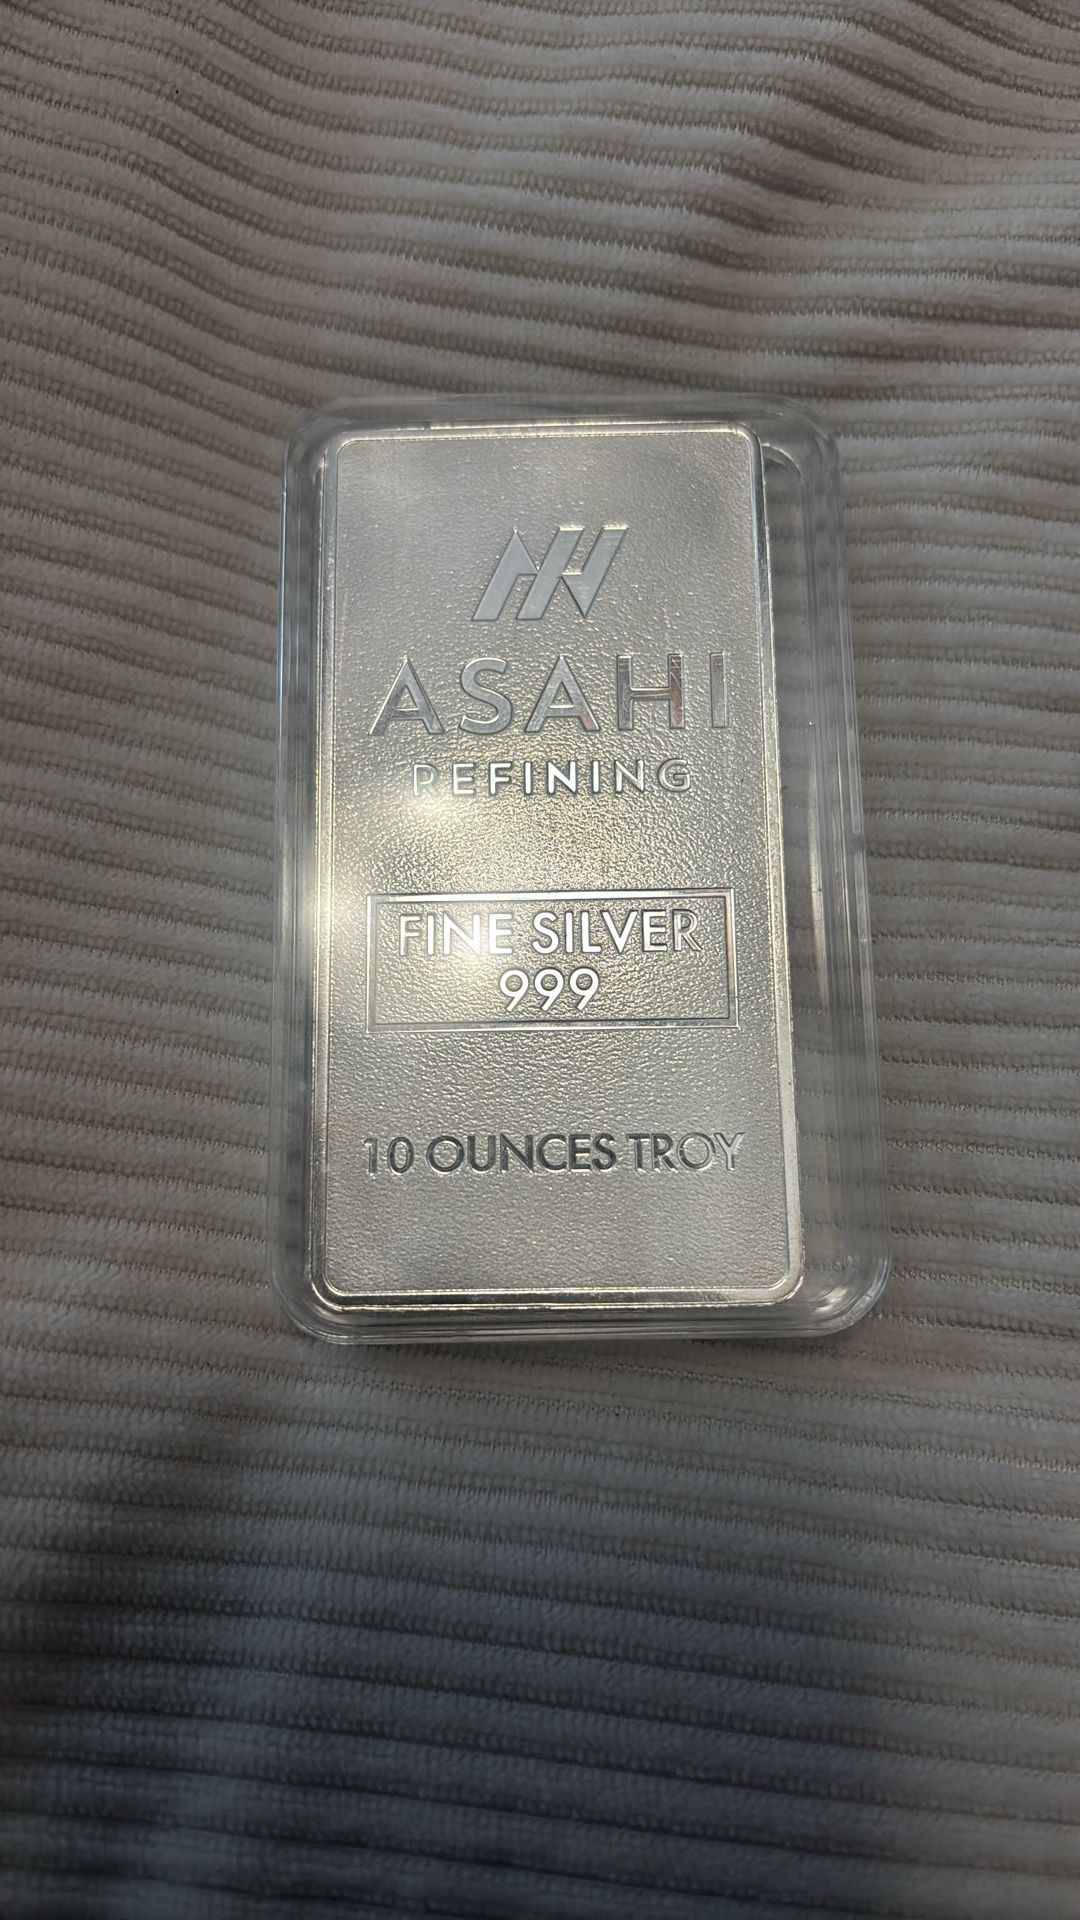 ASAHI
REFINING
FINE SILVER
999
10 OUNCES TROY